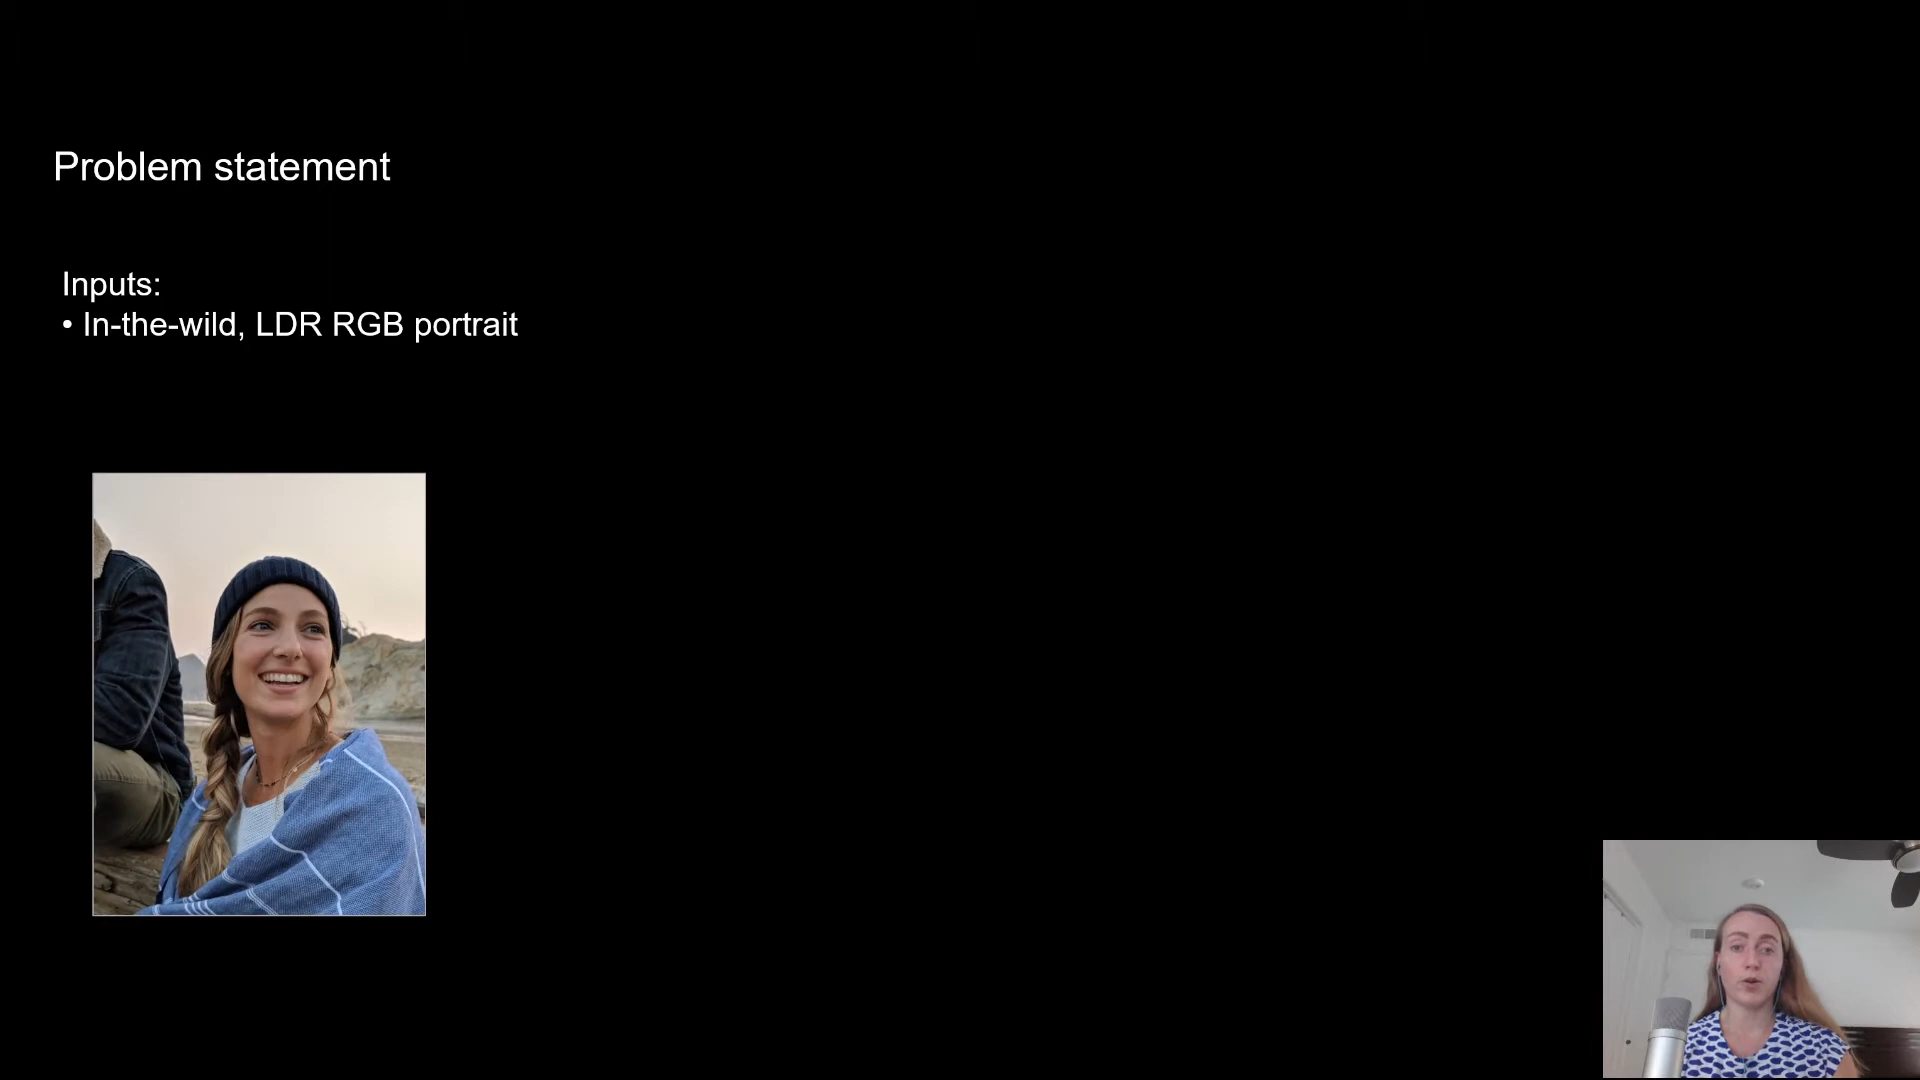 Problem statement
Inputs:
• In-the-wild, LDR RGB portrait